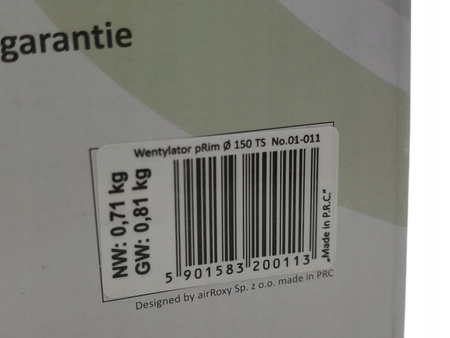 garantie
Wentylator pRim Ø 150 TS No.01-011
NW: 0,71 kg
GW: 0,81 kg
5 901583 200113
„Made in P.R.C.”
Designed by airRoxy Sp. z o.o. made in PRC